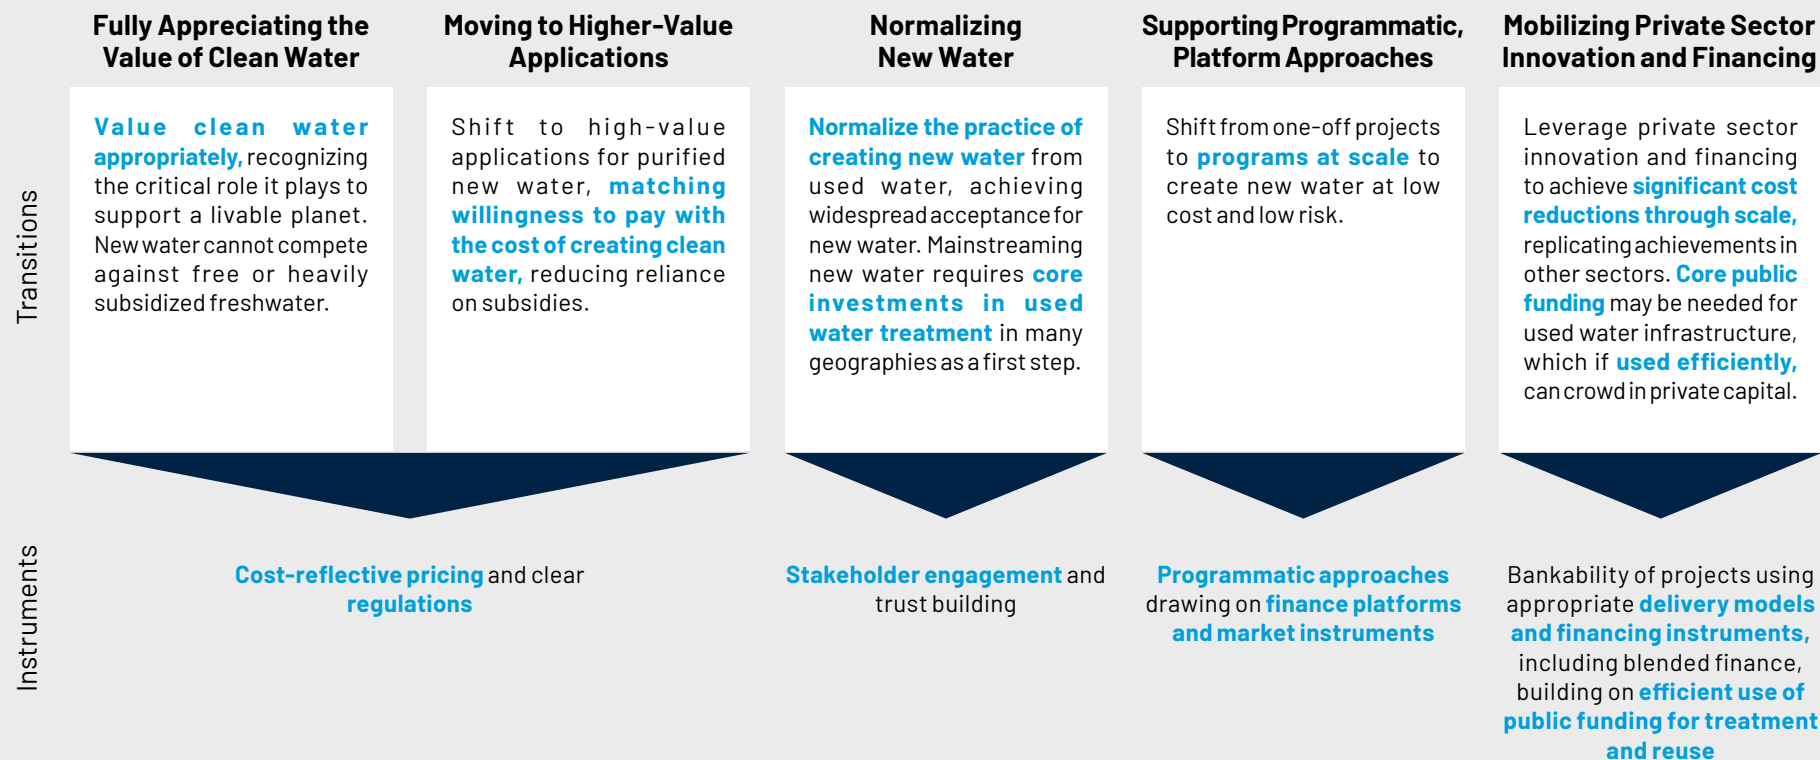 Fully Appreciating the
Value of Clean Water
Moving to Higher-Value
Applications
Normalizing
New Water
Supporting Programmatic,
Platform Approaches
Mobilizing Private Sector
Innovation and Financing
Transitions
Value clean water
appropriately, recognizing
the critical role it plays to
support a livable planet.
New water cannot compete
against free or heavily
subsidized freshwater.
Shift to high-value
applications for purified
new water, matching
willingness to pay with
the cost of creating clean
water, reducing reliance
on subsidies.
Normalize the practice of
creating new water from
used water, achieving
widespread acceptance for
new water. Mainstreaming
new water requires core
investments in used
water treatment in many
geographies as a first step.
Shift from one-off projects
to programs at scale to
create new water at low
cost and low risk.
Leverage private sector
innovation and financing
to achieve significant cost
reductions through scale,
replicating achievements in
other sectors. Core public
funding may be needed for
used water infrastructure,
which if used efficiently,
can crowd in private capital.
Instruments
Cost-reflective pricing and clear
regulations
Stakeholder engagement and
trust building
Programmatic approaches
drawing on finance platforms
and market instruments
Bankability of projects using
appropriate delivery models
and financing instruments,
including blended finance,
building on efficient use of
public funding for treatment
and reuse